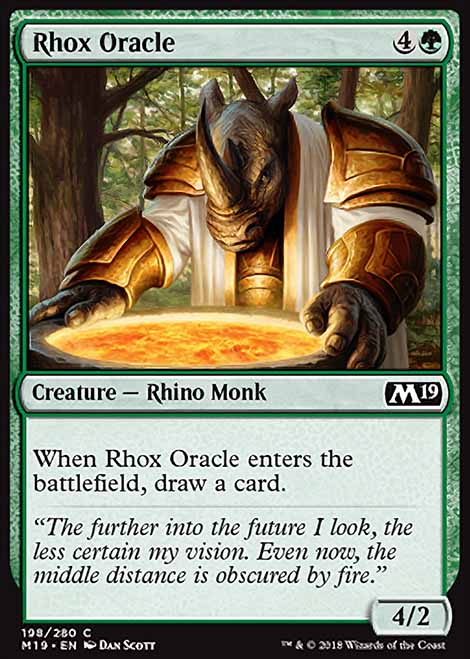 Rhox Oracle 4
Creature — Rhino Monk M19
When Rhox Oracle enters the
battlefield, draw a card.
“The further into the future I look, the
less certain my vision. Even now, the
middle distance is obscured by fire.”
4/2
198/280 C
M19 • EN DAN SCOTT ™ & © 2018 Wizards of the Coast